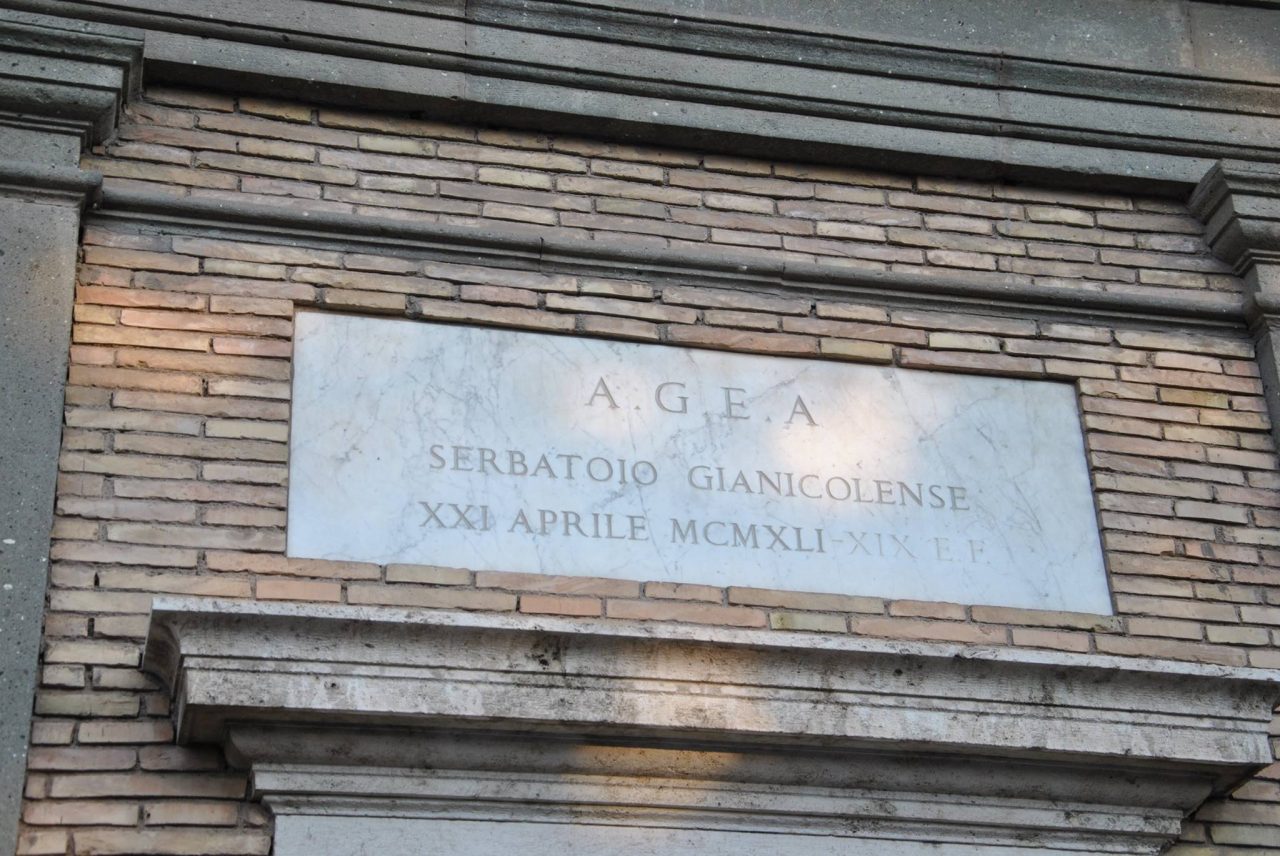 A.G.E.A
SERBATOIO GIANICOLENSE
XXI APRILE MCMXLI-XIX E.F.